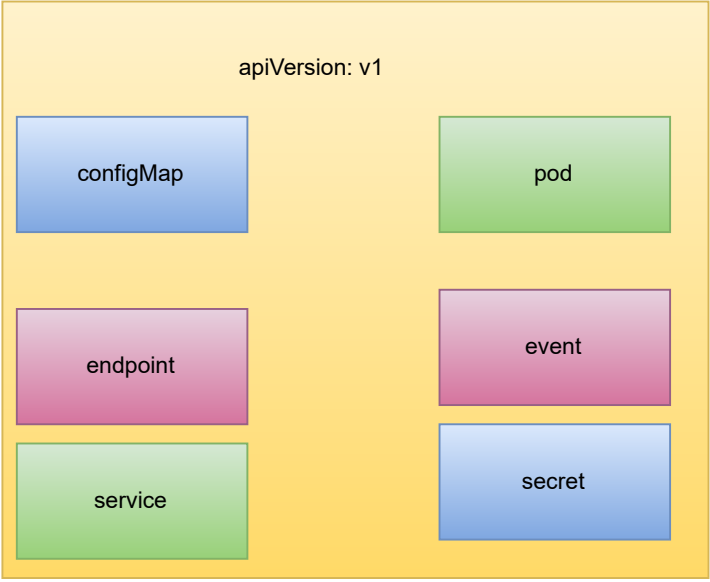 apiVersion: v1
configMap
pod
endpoint
event
service
secret